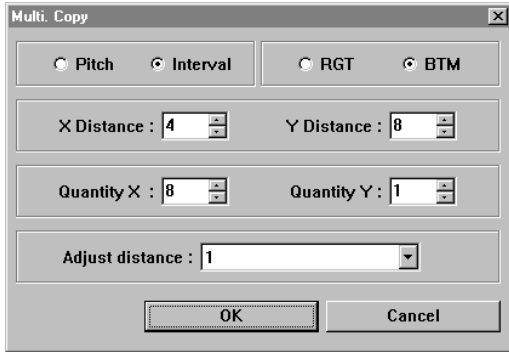 Multi. Copy
Pitch Interval RGT BTM
X Distance : 4 Y Distance : 8
Quantity X : 8 Quantity Y : 1
Adjust distance : 1
OK Cancel